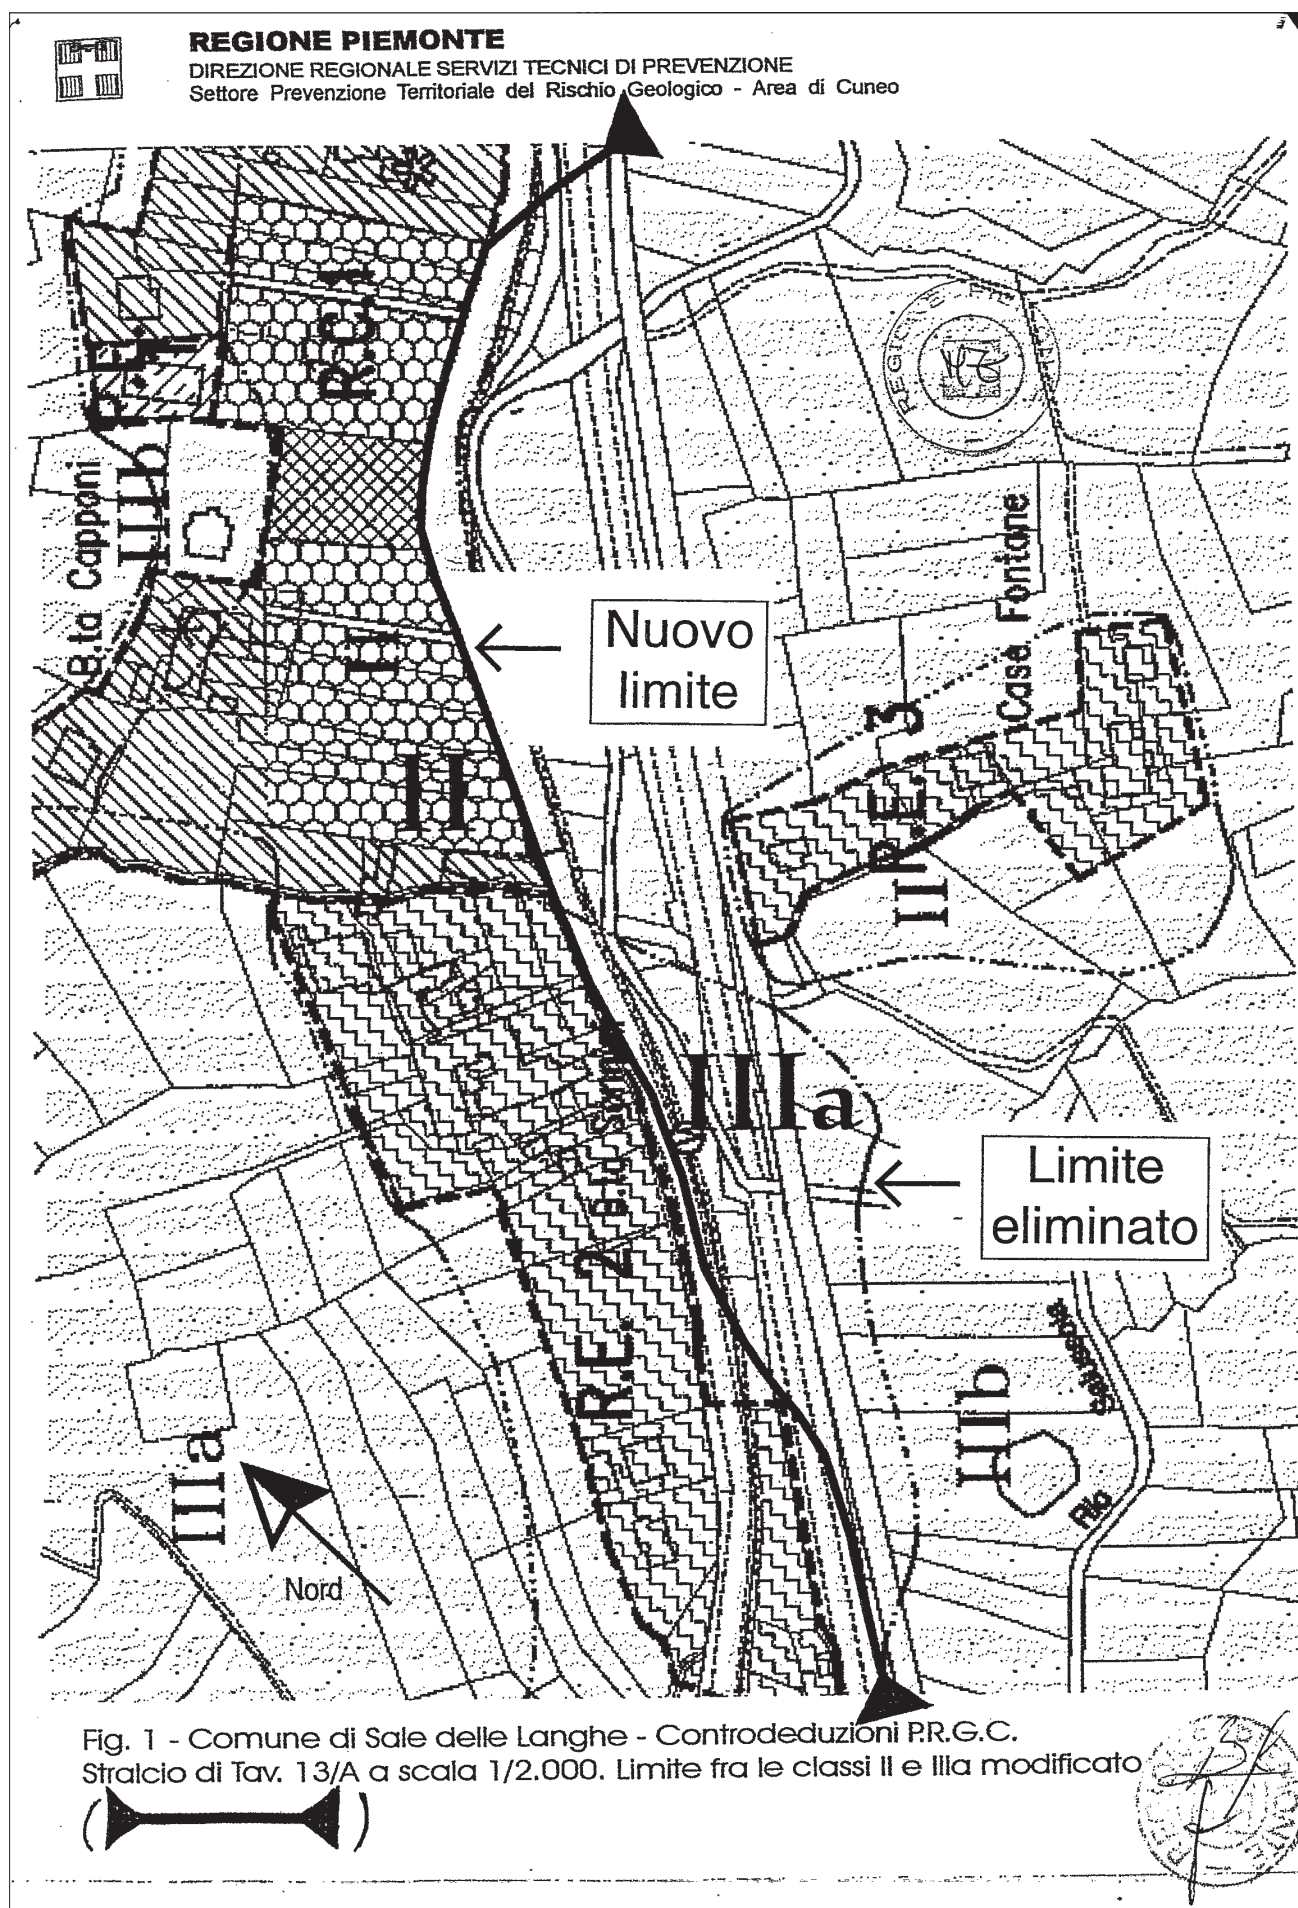 REGIONE PIEMONTE
DIREZIONE REGIONALE SERVIZI TECNICI DI PREVENZIONE
Settore Prevenzione Territoriale del Rischio Geologico - Area di Cuneo
R.C.I
P.E.
IIIb
B.ta Capponi
II
II
Nuovo
limite
Case Fontane
II
R.E. 3
IIIa
Limite
eliminato
R.E. 2
IIIb
Rio
IIIa
Nord
Fig. 1 - Comune di Sale delle Langhe - Controdeduzioni P.R.G.C.
Stralcio di Tav. 13/A a scala 1/2.000. Limite fra le classi II e IIIa modificato
( )